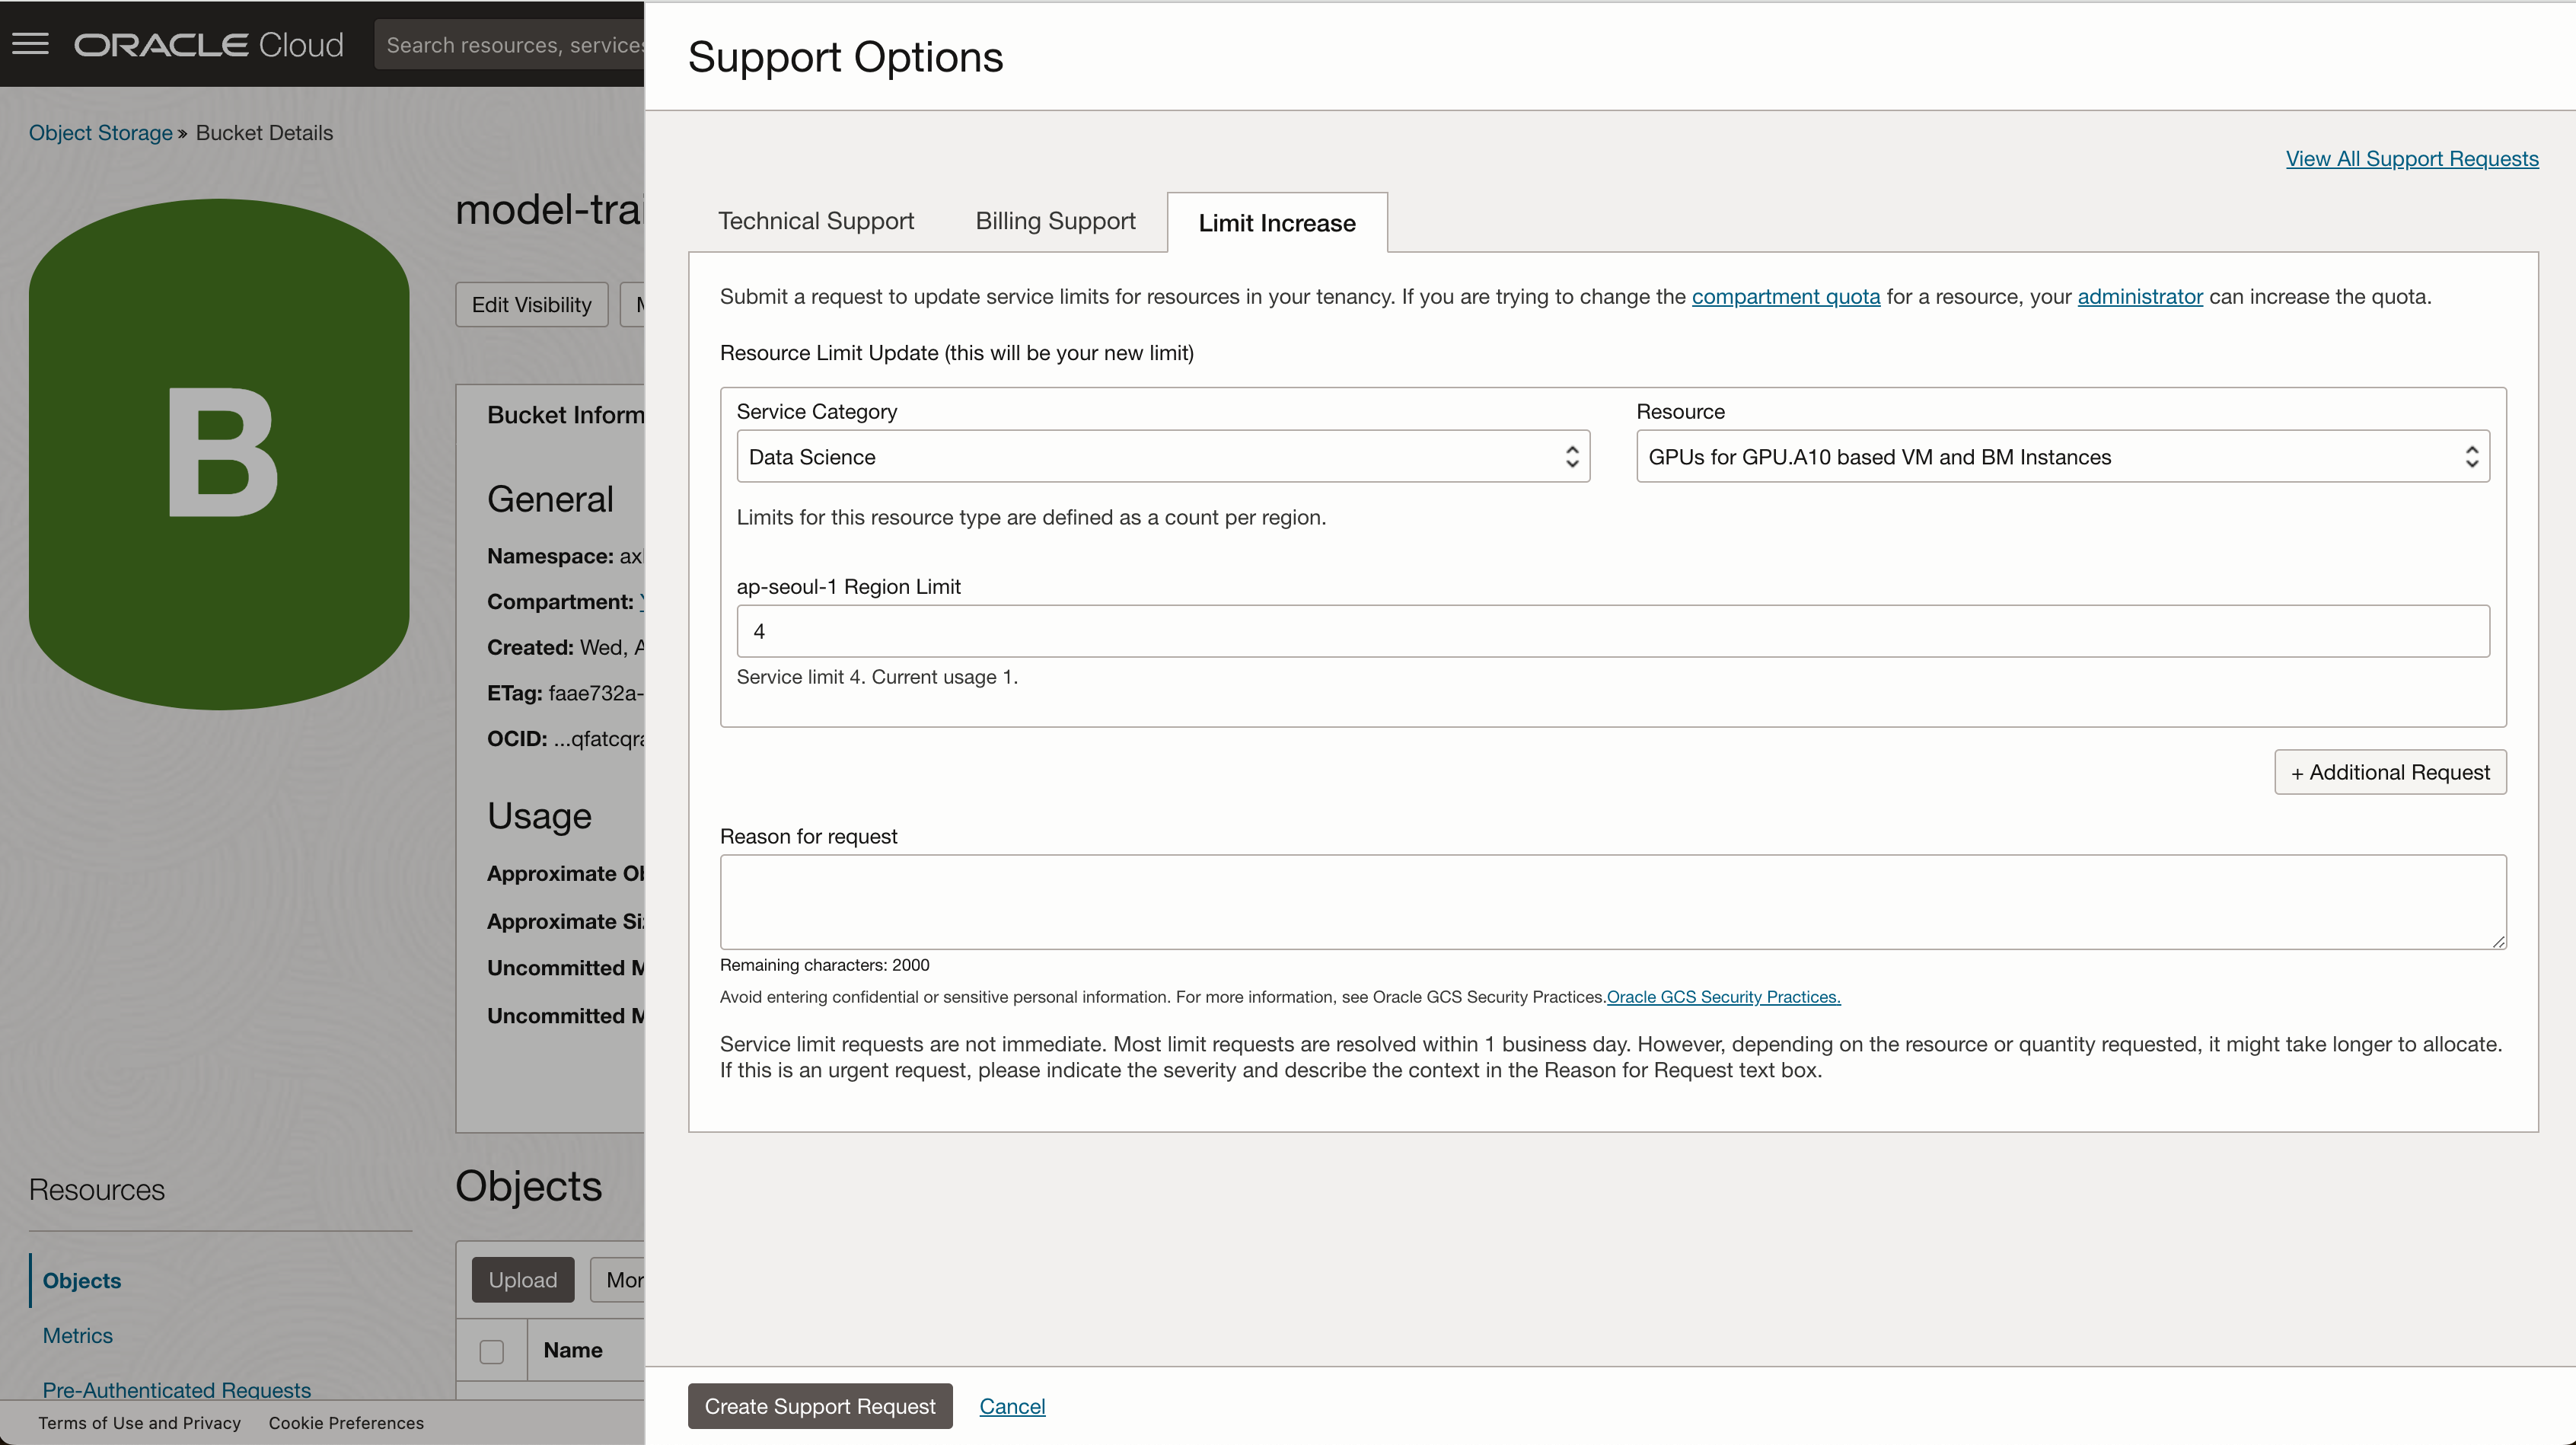 ORACLE Cloud
Search resources, services
Object Storage » Bucket Details
B
model-trai
Edit Visibility
Bucket Inform
General
Namespace: ax
Compartment:
Created: Wed, A
ETag: faae732a-
OCID: ...qfatcqra
Usage
Approximate Ob
Approximate Siz
Uncommitted M
Uncommitted M
Resources
Objects
Metrics
Pre-Authenticated Requests
Objects
Upload
Mor
Name
Terms of Use and Privacy
Cookie Preferences
Support Options
View All Support Requests
Technical Support
Billing Support
Limit Increase
Submit a request to update service limits for resources in your tenancy. If you are trying to change the compartment quota for a resource, your administrator can increase the quota.
Resource Limit Update (this will be your new limit)
Service Category
Data Science
Resource
GPUs for GPU.A10 based VM and BM Instances
Limits for this resource type are defined as a count per region.
ap-seoul-1 Region Limit
4
Service limit 4. Current usage 1.
+ Additional Request
Reason for request
Remaining characters: 2000
Avoid entering confidential or sensitive personal information. For more information, see Oracle GCS Security Practices.Oracle GCS Security Practices.
Service limit requests are not immediate. Most limit requests are resolved within 1 business day. However, depending on the resource or quantity requested, it might take longer to allocate.
If this is an urgent request, please indicate the severity and describe the context in the Reason for Request text box.
Create Support Request
Cancel